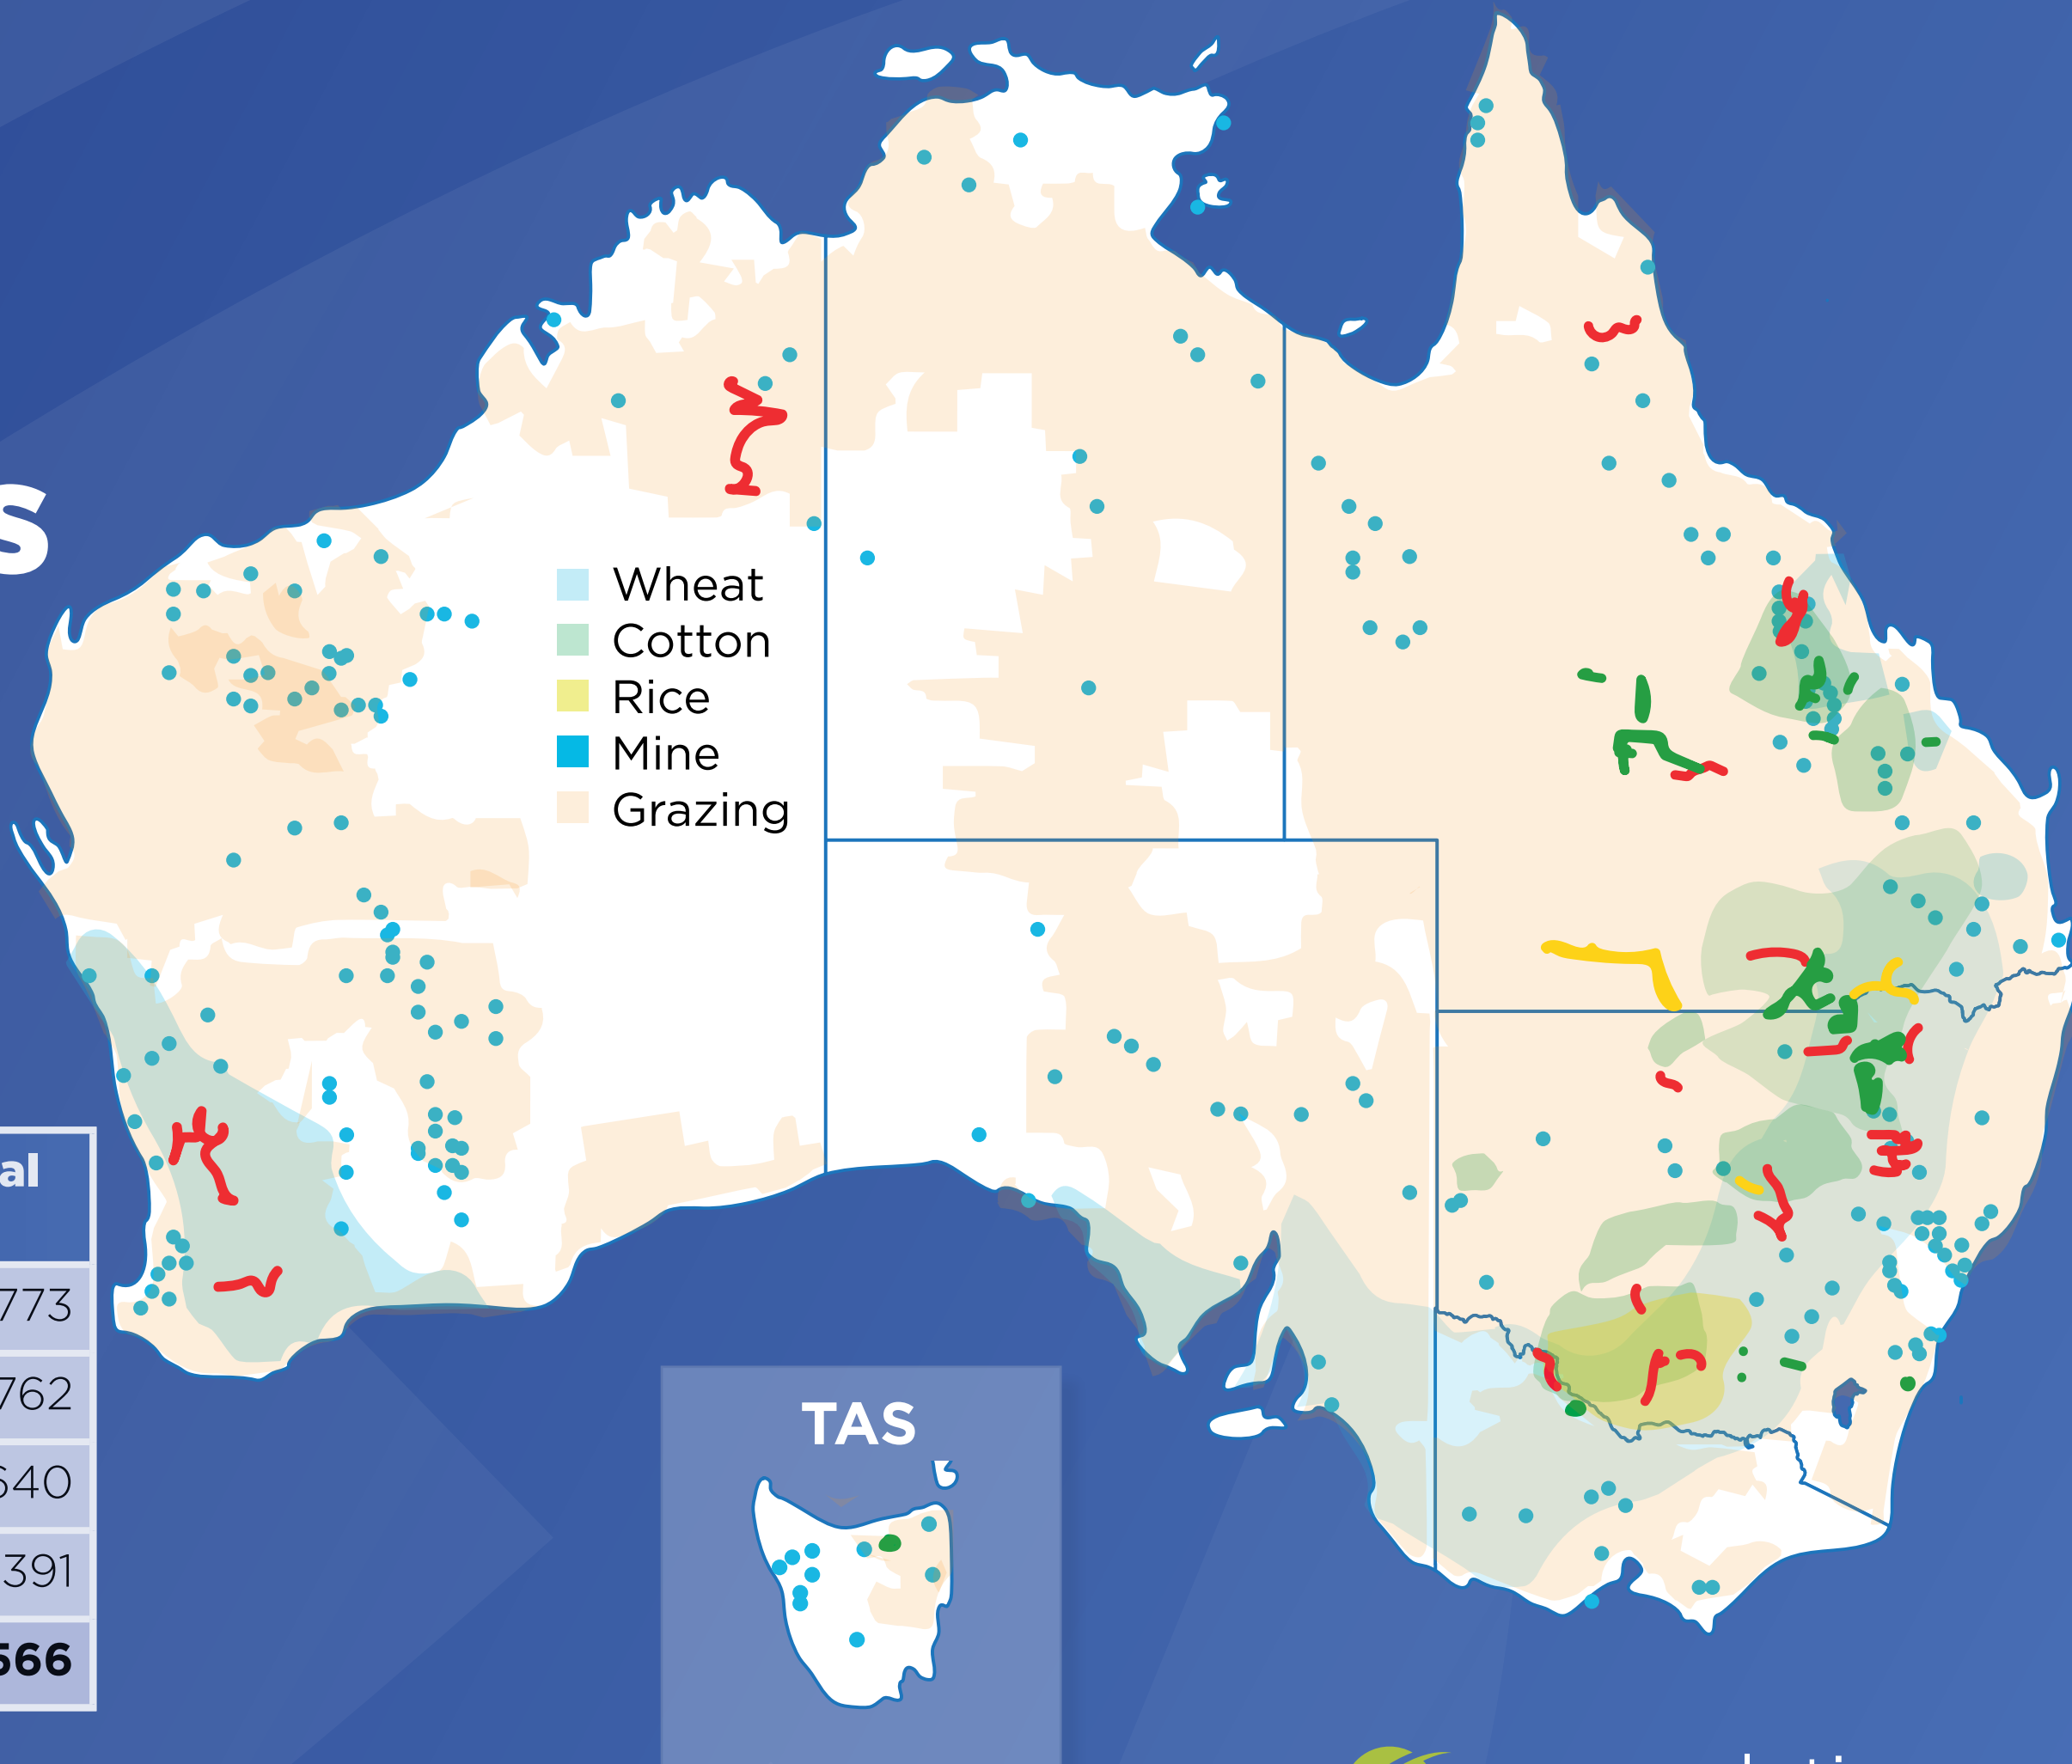 s
Wheat
Cotton
Rice
Mine
Grazing
al
773
762
640
391
566
TAS